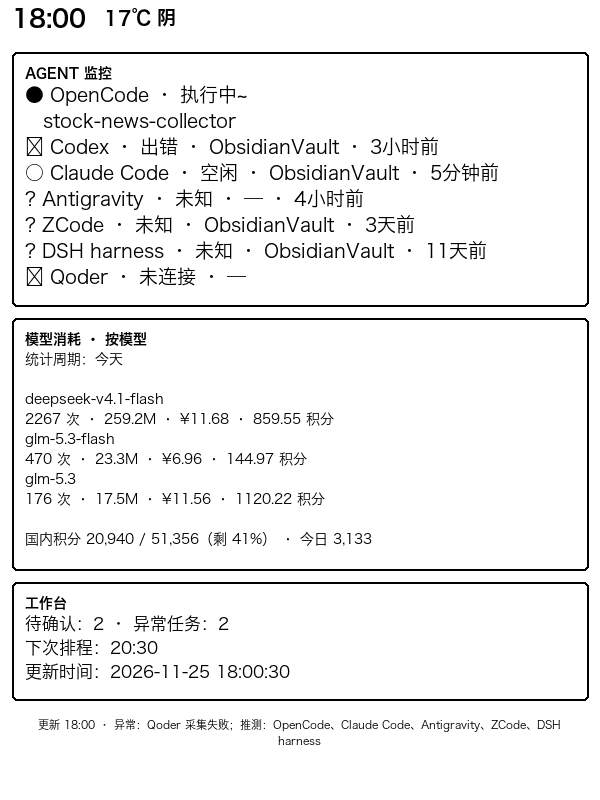 18:00 17℃ 阴
AGENT 监控
● OpenCode · 执行中~
stock-news-collector
☒ Codex · 出错 · ObsidianVault · 3小时前
○ Claude Code · 空闲 · ObsidianVault · 5分钟前
? Antigravity · 未知 · — · 4小时前
? ZCode · 未知 · ObsidianVault · 3天前
? DSH harness · 未知 · ObsidianVault · 11天前
☒ Qoder · 未连接 · —
模型消耗 · 按模型
统计周期：今天
deepseek-v4.1-flash
2267 次 · 259.2M · ¥11.68 · 859.55 积分
glm-5.3-flash
470 次 · 23.3M · ¥6.96 · 144.97 积分
glm-5.3
176 次 · 17.5M · ¥11.56 · 1120.22 积分
国内积分 20,940 / 51,356（剩 41%） · 今日 3,133
工作台
待确认：2 · 异常任务：2
下次排程：20:30
更新时间：2026-11-25 18:00:30
更新 18:00 · 异常：Qoder 采集失败；推测：OpenCode、Claude Code、Antigravity、ZCode、DSH
harness